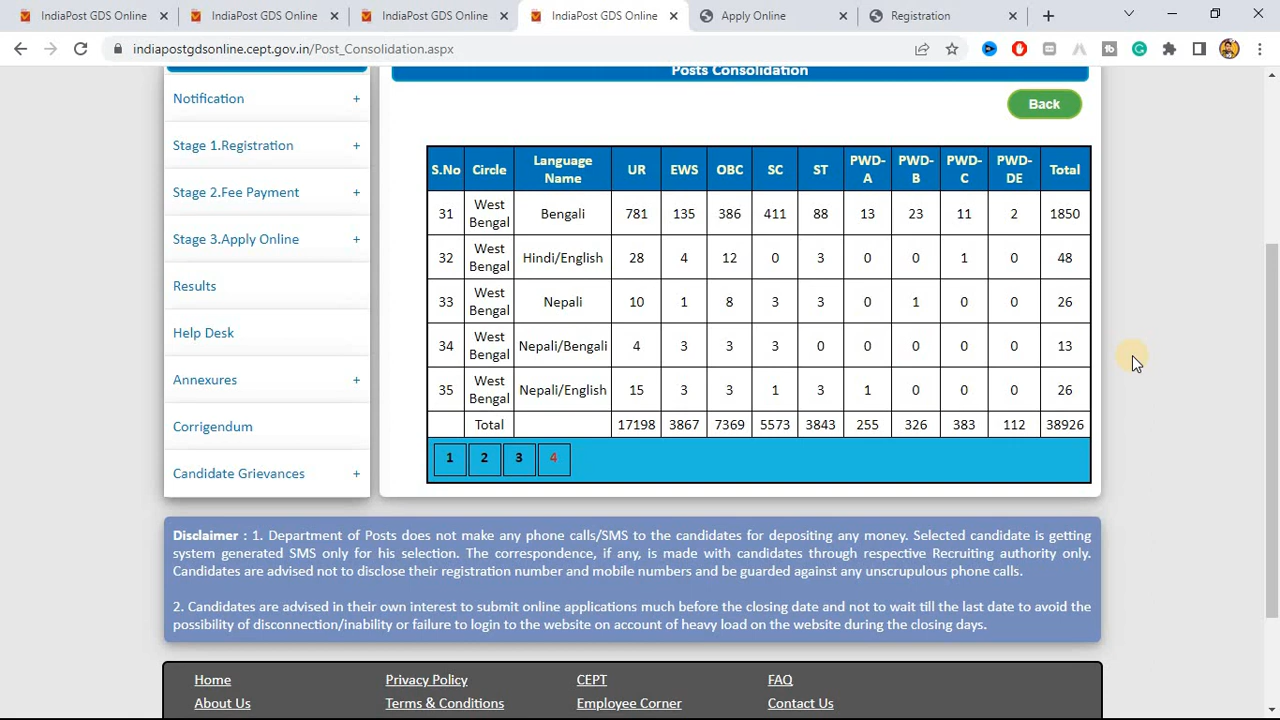 IndiaPost GDS Online
IndiaPost GDS Online
IndiaPost GDS Online
IndiaPost GDS Online
Apply Online
Registration
indiapostgdsonline.cept.gov.in/Post_Consolidation.aspx
Notification +
Stage 1.Registration +
Stage 2.Fee Payment +
Stage 3.Apply Online +
Results
Help Desk
Annexures +
Corrigendum
Candidate Grievances +
Posts Consolidation
Back
S.No Circle Language Name UR EWS OBC SC ST PWD-A PWD-B PWD-C PWD-DE Total
31 West Bengal Bengali 781 135 386 411 88 13 23 11 2 1850
32 West Bengal Hindi/English 28 4 12 0 3 0 0 1 0 48
33 West Bengal Nepali 10 1 8 3 3 0 1 0 0 26
34 West Bengal Nepali/Bengali 4 3 3 3 0 0 0 0 0 13
35 West Bengal Nepali/English 15 3 3 1 3 1 0 0 0 26
Total 17198 3867 7369 5573 3843 255 326 383 112 38926
1 2 3 4
Disclaimer : 1. Department of Posts does not make any phone calls/SMS to the candidates for depositing any money. Selected candidate is getting
system generated SMS only for his selection. The correspondence, if any, is made with candidates through respective Recruiting authority only.
Candidates are advised not to disclose their registration number and mobile numbers and be guarded against any unscrupulous phone calls.
2. Candidates are advised in their own interest to submit online applications much before the closing date and not to wait till the last date to avoid the
possibility of disconnection/inability or failure to login to the website on account of heavy load on the website during the closing days.
Home Privacy Policy CEPT FAQ
About Us Terms & Conditions Employee Corner Contact Us